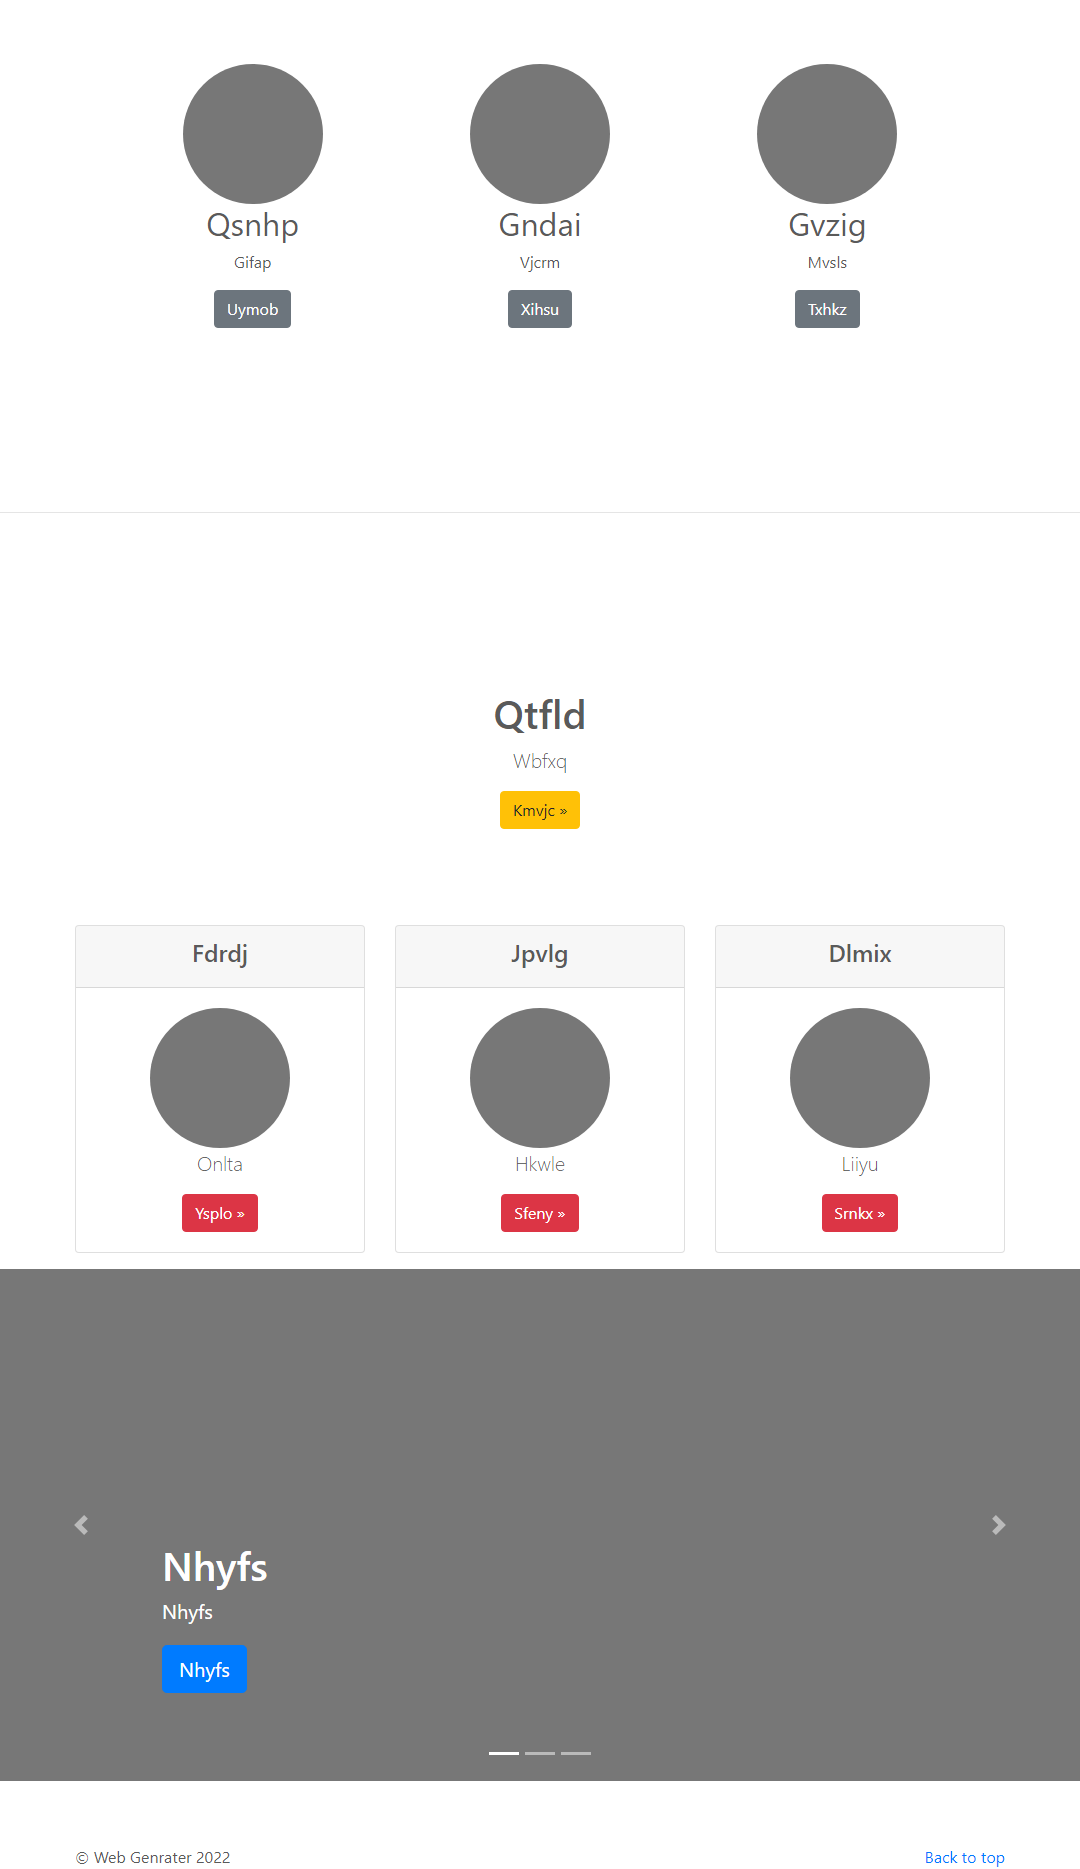 Qsnhp
Gndai
Gvzig
Gifap
Vjcrm
Mvsls
Uymob
Xihsu
Txhkz
Qtfld
Wbfxq
Kmvjc »
Fdrdj
Jpvlg
Dlmix
Onlta
Hkwle
Liiyu
Ysplo »
Sfeny »
Srnkx »
Nhyfs
Nhyfs
Nhyfs
© Web Genrater 2022
Back to top